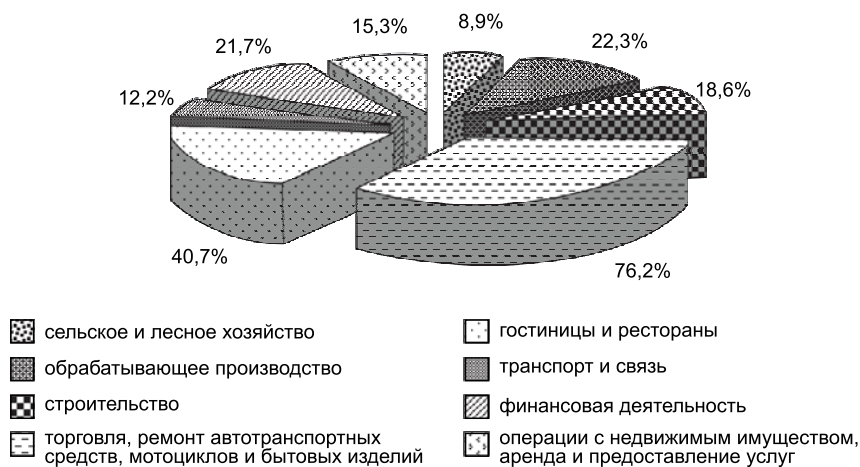 15,3%
8,9%
21,7%
22,3%
12,2%
18,6%
40,7%
76,2%
сельское и лесное хозяйство
обрабатывающее производство
строительство
торговля, ремонт автотранспортных
средств, мотоциклов и бытовых изделий
гостиницы и рестораны
транспорт и связь
финансовая деятельность
операции с недвижимым имуществом,
аренда и предоставление услуг